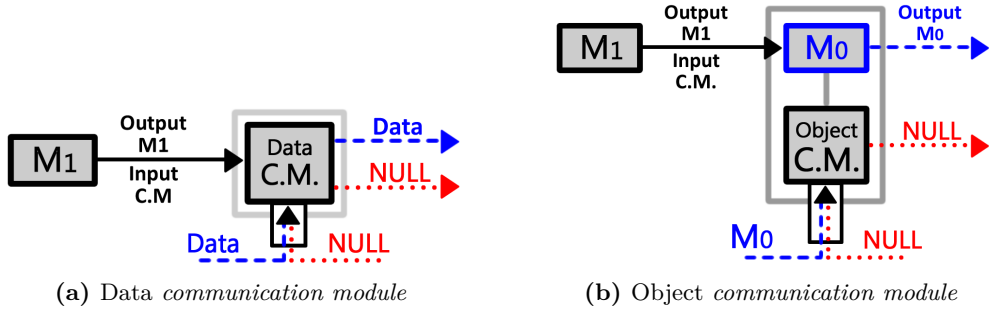 M1
Output
M1
Input
C.M
Data
C.M.
Data
NULL
Data
NULL
(a) Data communication module
M1
Output
M1
Input
C.M.
M0
Output
M0
Object
C.M.
NULL
M0
NULL
(b) Object communication module